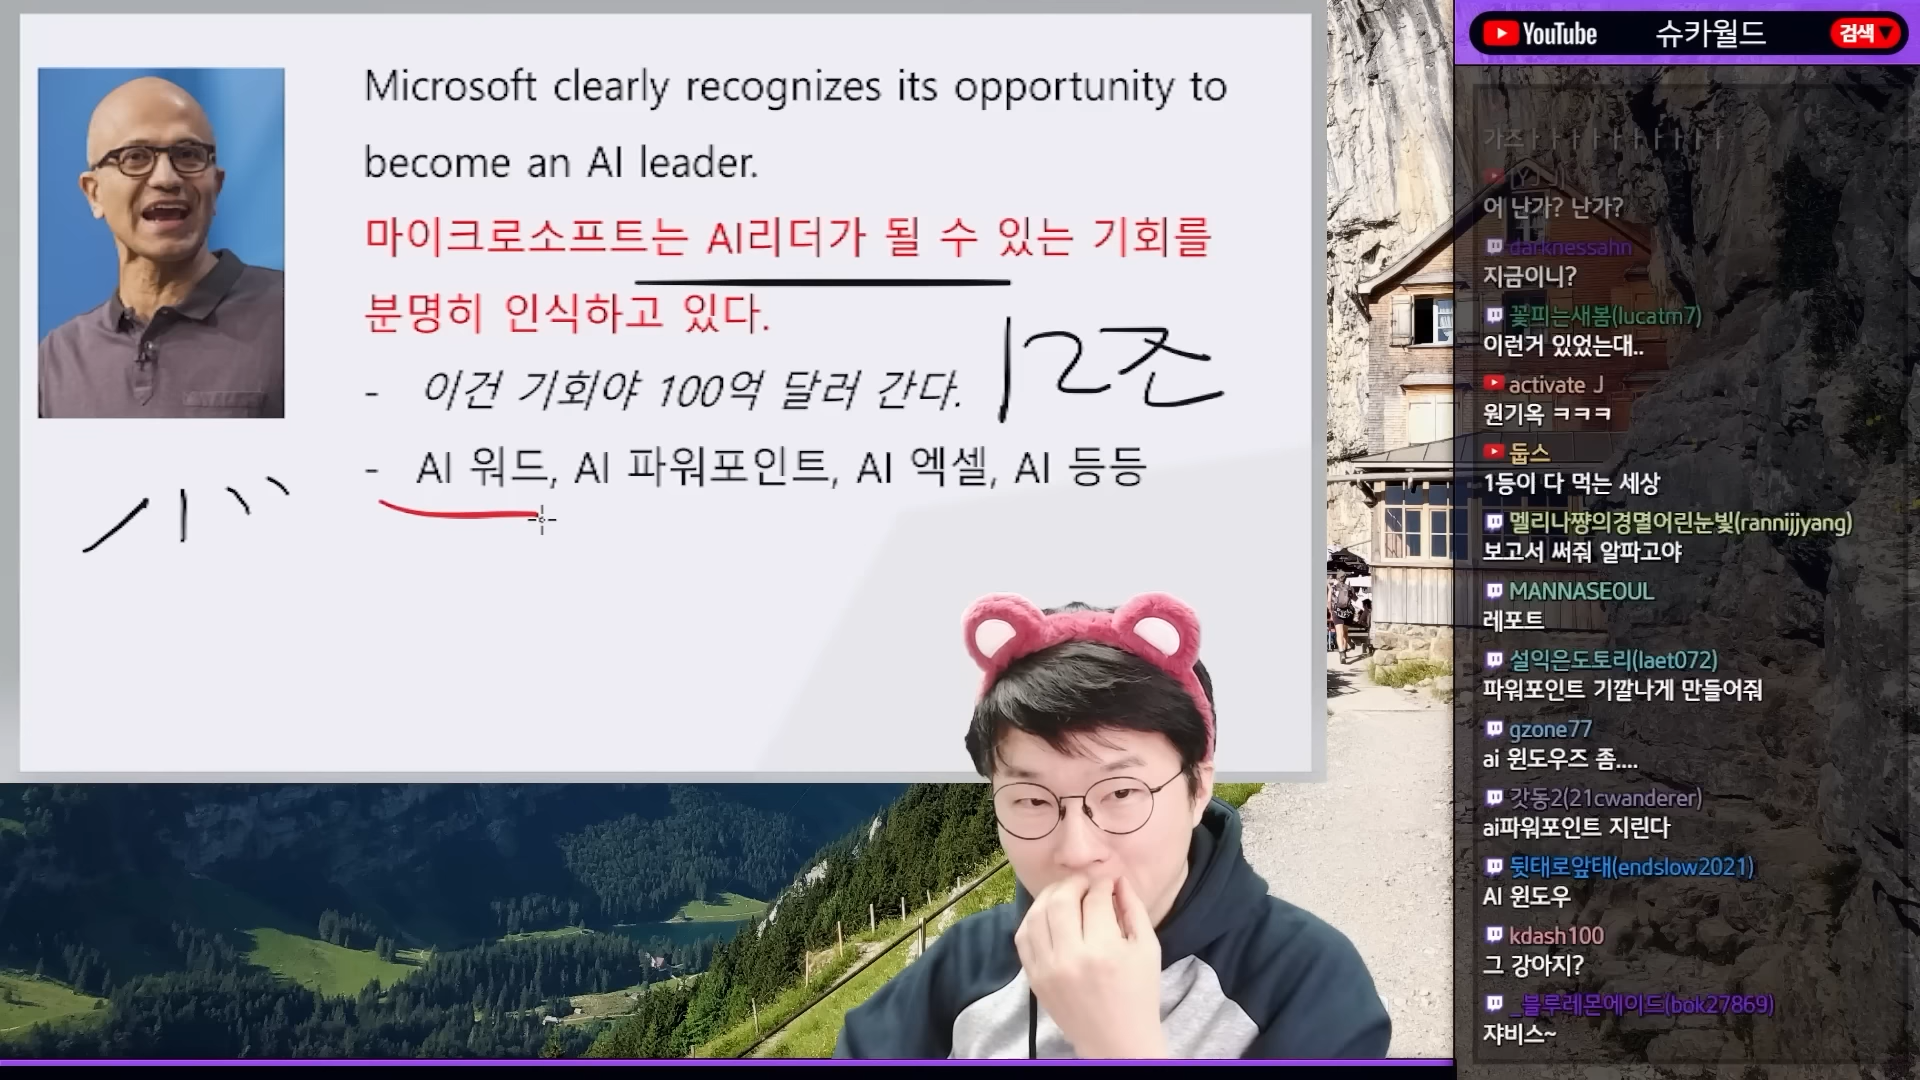 Microsoft clearly recognizes its opportunity to
become an AI leader.
마이크로소프트는 AI리더가 될 수 있는 기회를
분명히 인식하고 있다.
- 이건 기회야 100억 달러 간다.
12조
- AI 워드, AI 파워포인트, AI 엑셀, AI 등등
YouTube 슈카월드 검색
어 난가? 난가?
darknessahn
지금이니?
꽃피는새봄(lucatm7)
이런거 있었는대..
activate J
원기옥 ㅋㅋㅋ
둡스
1등이 다 먹는 세상
멜리나쨩의경멸어린눈빛(rannijjyang)
보고서 써줘 알파고야
MANNASEOUL
레포트
설익은도토리(laet072)
파워포인트 기깔나게 만들어줘
gzone77
ai 윈도우즈 좀....
갓동2(21cwanderer)
ai파워포인트 지린다
뒷태로앞태(endslow2021)
AI 윈도우
kdash100
그 강아지?
_블루레몬에이드(bok27869)
쟈비스~